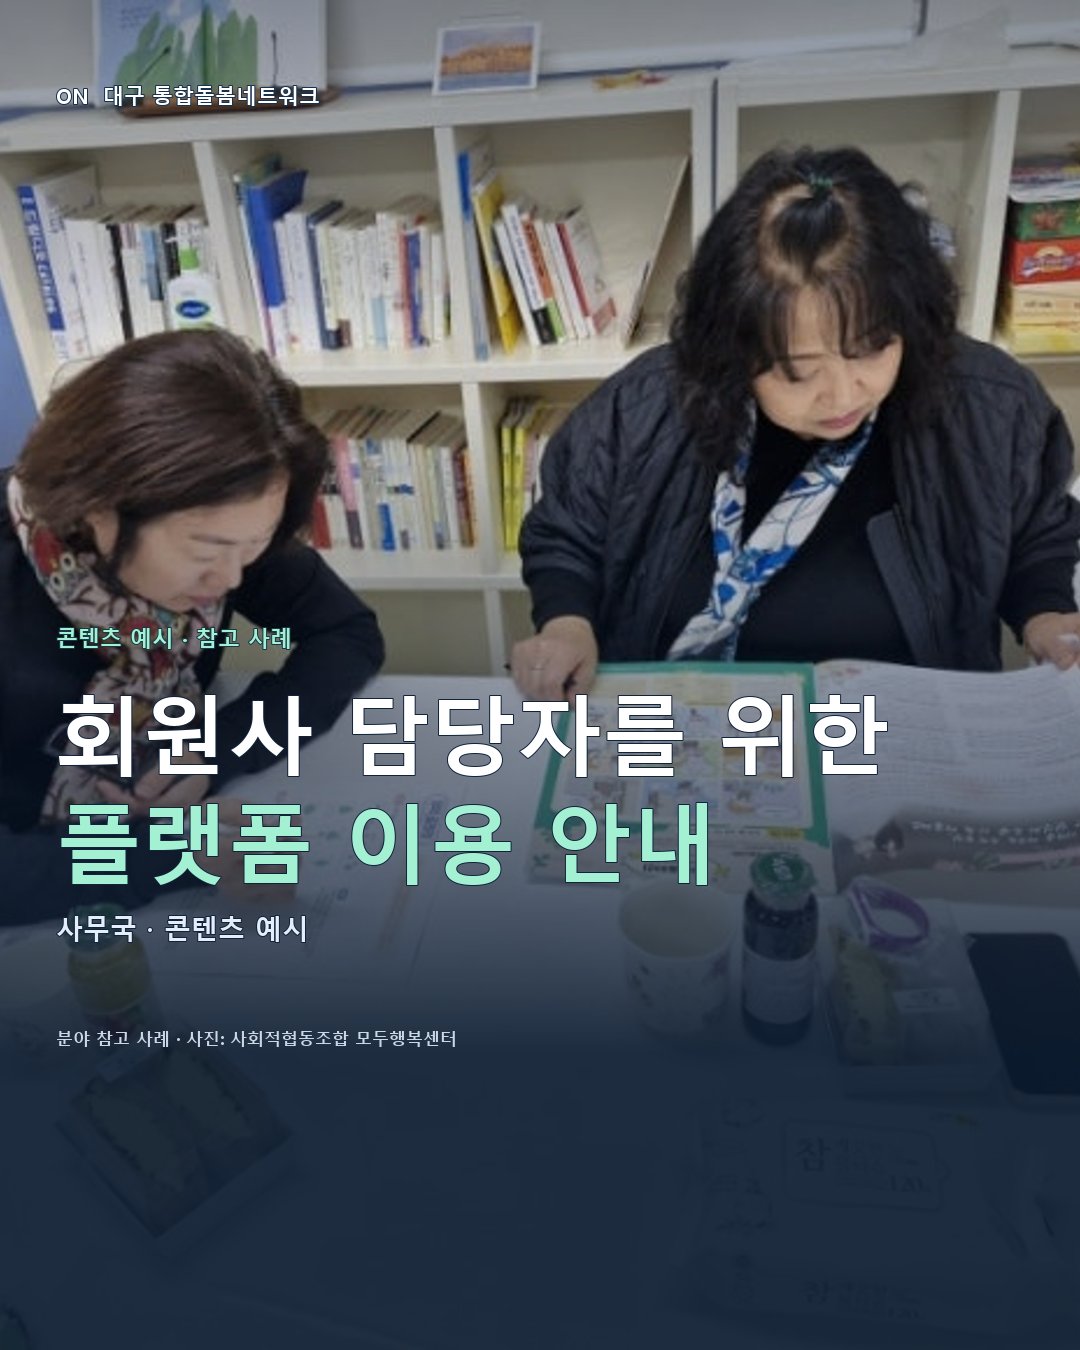 ON 대구 통합돌봄네트워크
콘텐츠 예시 · 참고 사례
회원사 담당자를 위한
플랫폼 이용 안내
사무국 · 콘텐츠 예시
분야 참고 사례 · 사진: 사회적협동조합 모두행복센터
참